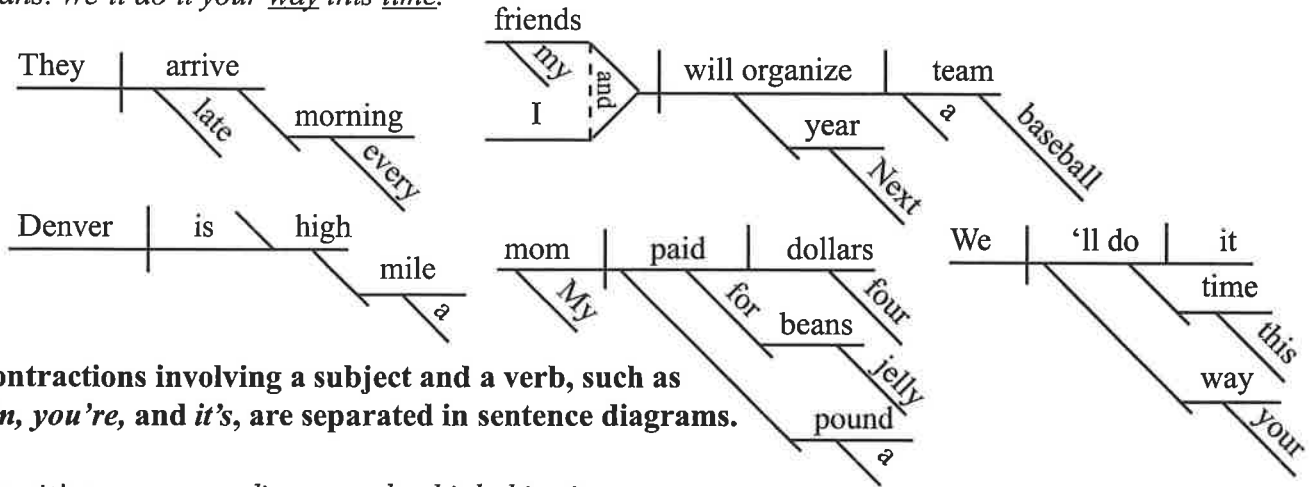 We'll do it your way this time.
They arrive late morning every
friends my and I will organize team a baseball year Next
Denver is high mile a
mom My paid dollars four for beans jelly pound a
We 'll do it time this way your
ontractions involving a subject and a verb, such as
n, you're, and it's, are separated in sentence diagrams.